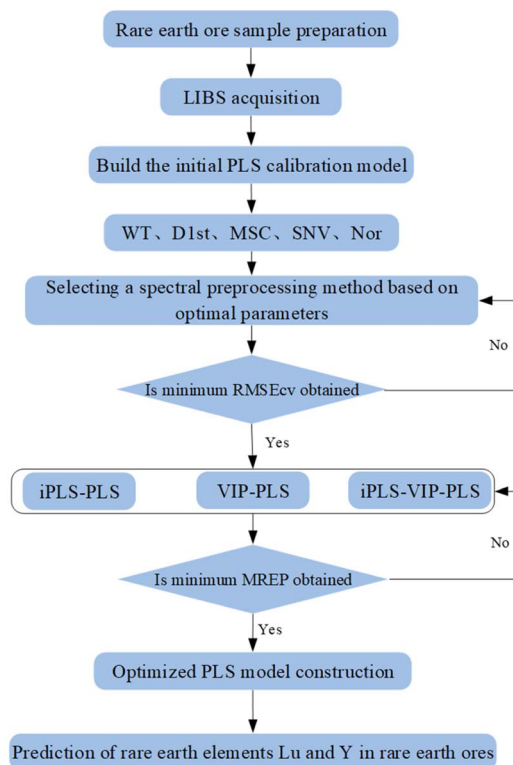 Rare earth ore sample preparation
LIBS acquisition
Build the initial PLS calibration model
WT、D1st、MSC、SNV、Nor
Selecting a spectral preprocessing method based on
optimal parameters
No
Is minimum RMSEcv obtained
Yes
iPLS-PLS VIP-PLS iPLS-VIP-PLS
No
Is minimum MREP obtained
Yes
Optimized PLS model construction
Prediction of rare earth elements Lu and Y in rare earth ores